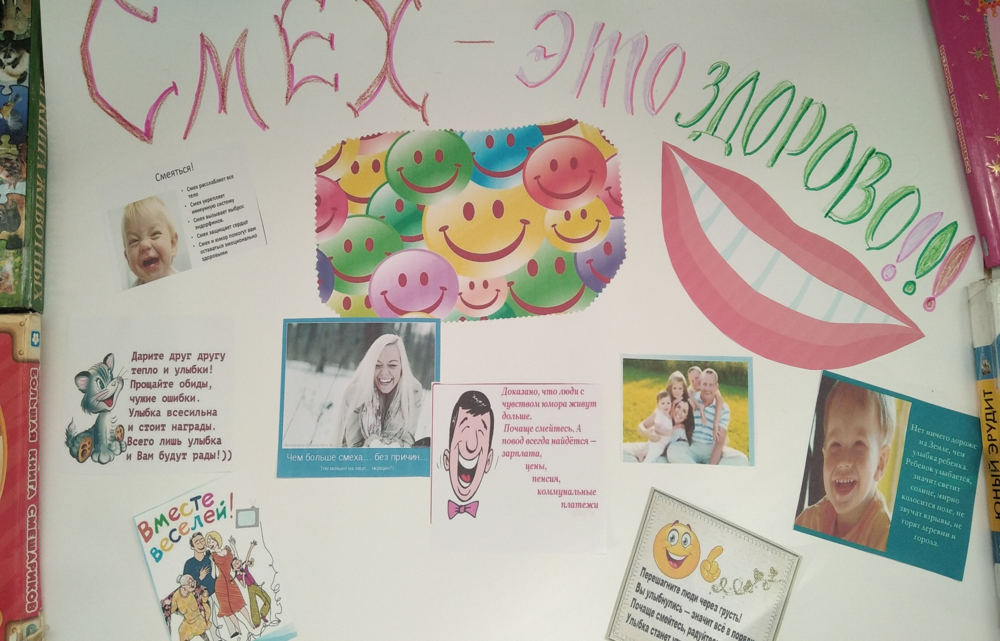 Смех – это здорово!!!
Смеяться!
• Смех расслабляет все
тело
• Смех укрепляет
иммунную систему
• Смех вызывает выброс
эндорфинов.
• Смех защищает сердце
• Смех и юмор помогут вам
оставаться эмоционально
здоровыми
Дарите друг другу
тепло и улыбки!
Прощайте обиды,
чужие ошибки.
Улыбка всесильна
и стоит награды.
Всего лишь улыбка
и Вам будут рады!))
Чем больше смеха... без причин...
Тем меньше на лице... морщин!!!
Доказано, что люди с
чувством юмора живут
дольше.
Почаще смейтесь. А
повод всегда найдётся –
зарплата,
цены,
пенсия,
коммунальные
платежи
Нет ничего дороже
на Земле, чем
улыбка ребенка.
Ребенок улыбается,
значит светит
солнце, мирно
колосится поле, не
звучат взрывы, не
горят деревни и
города.
Вместе
веселей!
Перешагните люди через грусть!
Вы улыбнулись – значит всё в порядк
Почаще смейтесь, радуйтесь
Улыбка станет
КНИГА ЖИВОТНЫХ
БОЛЬШАЯ КНИГА СМЕШАРИКОВ
ИСТОРИИ ПРО ПРИНЦЕСС
ЮНЫЙ ЭРУДИТ